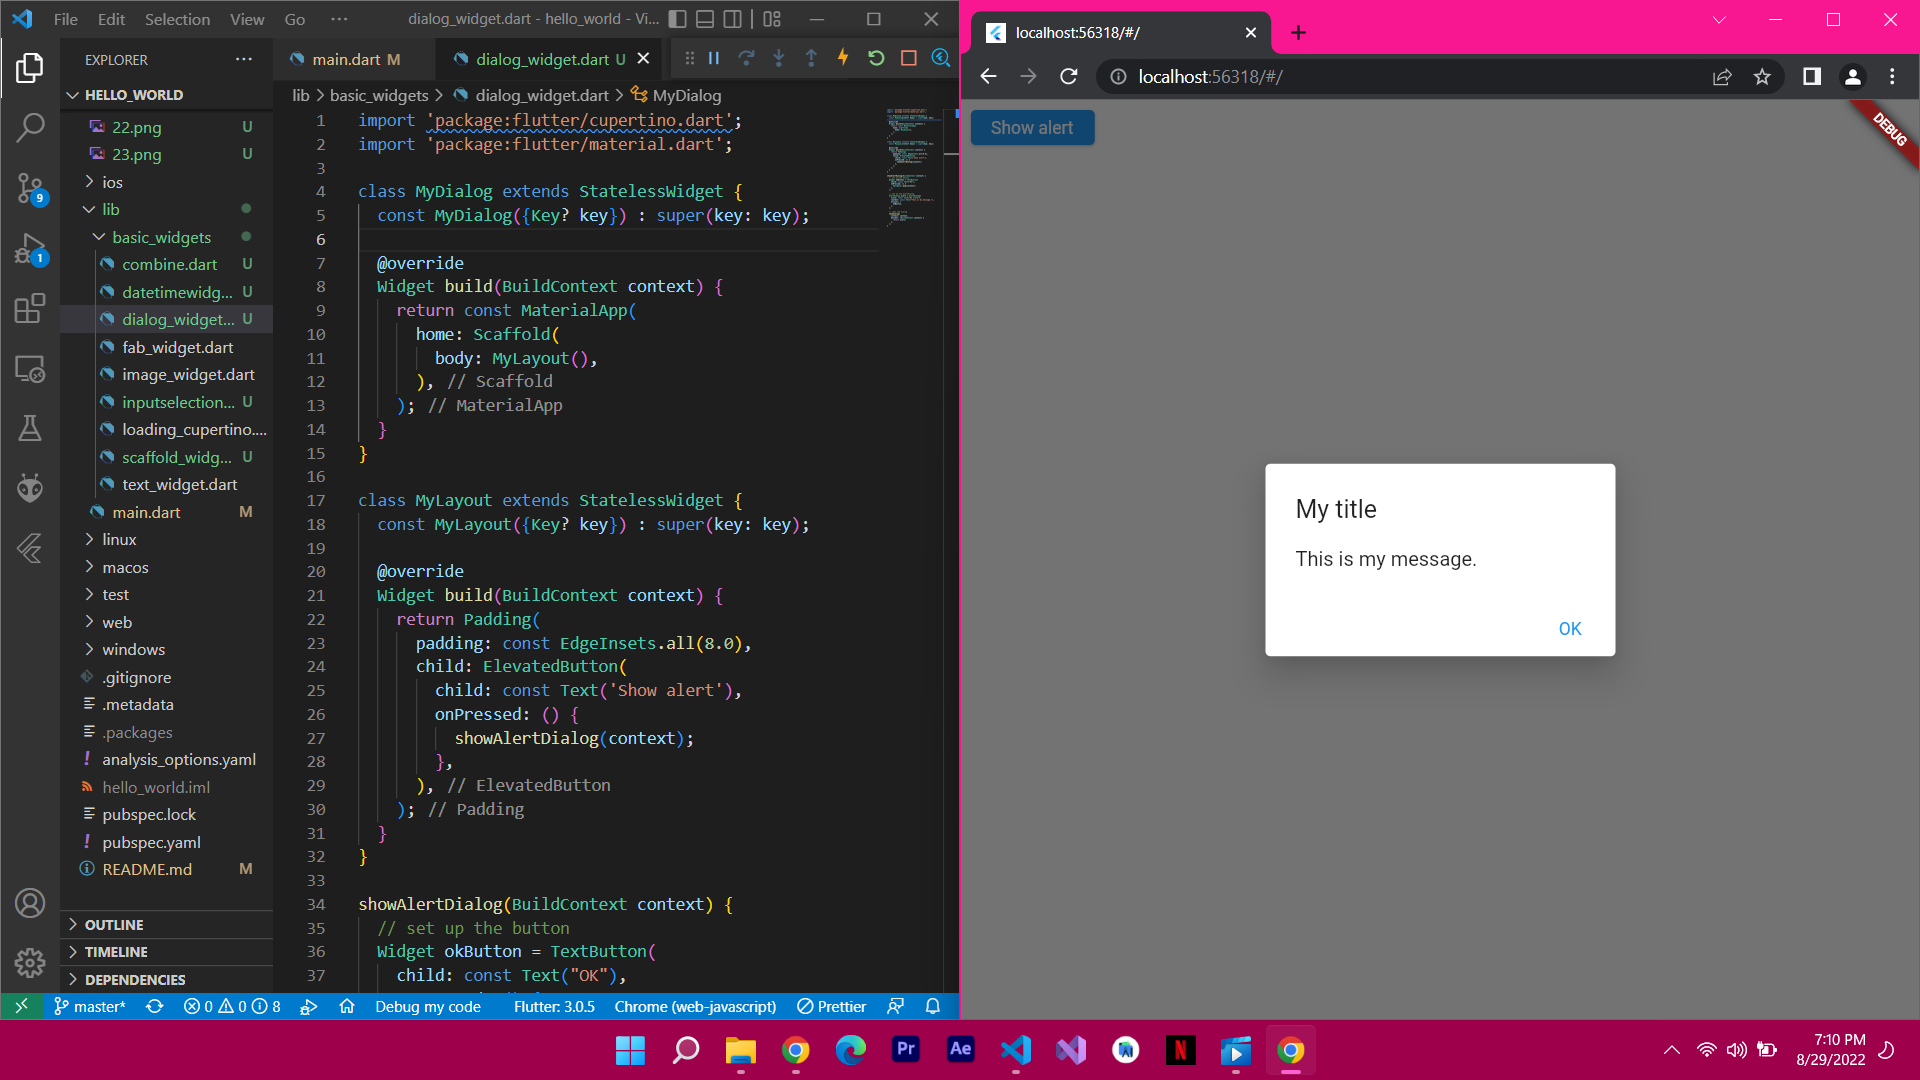 File Edit Selection View Go ··· dialog_widget.dart - hello_world - Vi...
EXPLORER ···
HELLO_WORLD
22.png U
23.png U
ios
lib
basic_widgets
combine.dart U
datetimewidg... U
dialog_widget... U
fab_widget.dart
image_widget.dart
inputselection... U
loading_cupertino....
scaffold_widg... U
text_widget.dart
main.dart M
linux
macos
test
web
windows
.gitignore
.metadata
.packages
analysis_options.yaml
hello_world.iml
pubspec.lock
pubspec.yaml
README.md M
OUTLINE
TIMELINE
DEPENDENCIES
9
1
main.dart M dialog_widget.dart U
lib > basic_widgets > dialog_widget.dart > MyDialog
1 import 'package:flutter/cupertino.dart';
2 import 'package:flutter/material.dart';
3
4 class MyDialog extends StatelessWidget {
5 const MyDialog({Key? key}) : super(key: key);
6
7 @override
8 Widget build(BuildContext context) {
9 return const MaterialApp(
10 home: Scaffold(
11 body: MyLayout(),
12 ), // Scaffold
13 ); // MaterialApp
14 }
15 }
16
17 class MyLayout extends StatelessWidget {
18 const MyLayout({Key? key}) : super(key: key);
19
20 @override
21 Widget build(BuildContext context) {
22 return Padding(
23 padding: const EdgeInsets.all(8.0),
24 child: ElevatedButton(
25 child: const Text('Show alert'),
26 onPressed: () {
27 showAlertDialog(context);
28 },
29 ), // ElevatedButton
30 ); // Padding
31 }
32 }
33
34 showAlertDialog(BuildContext context) {
35 // set up the button
36 Widget okButton = TextButton(
37 child: const Text("OK"),
master* 0 0 8 Debug my code Flutter: 3.0.5 Chrome (web-javascript) Prettier
localhost:56318/#/
localhost:56318/#/
Show alert
DEBUG
My title
This is my message.
OK
Pr Ae N
7:10 PM
8/29/2022